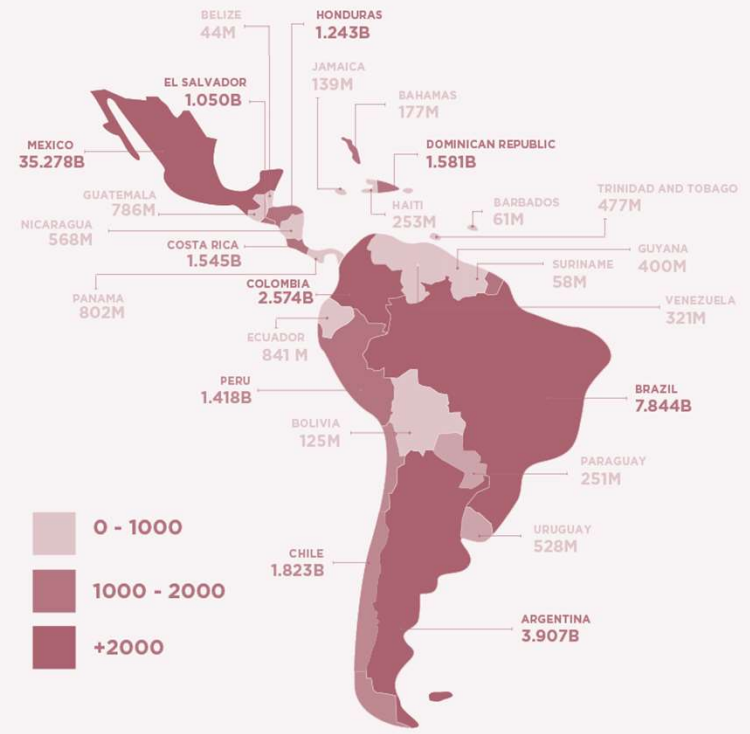 BELIZE
44M
HONDURAS
1.243B
JAMAICA
139M
EL SALVADOR
1.050B
BAHAMAS
177M
MEXICO
35.278B
DOMINICAN REPUBLIC
1.581B
GUATEMALA
786M
HAITI
253M
BARBADOS
61M
TRINIDAD AND TOBAGO
477M
NICARAGUA
568M
COSTA RICA
1.545B
GUYANA
400M
SURINAME
58M
PANAMA
802M
COLOMBIA
2.574B
VENEZUELA
321M
ECUADOR
841 M
PERU
1.418B
BRAZIL
7.844B
BOLIVIA
125M
PARAGUAY
251M
0 - 1000
URUGUAY
528M
CHILE
1.823B
1000 - 2000
ARGENTINA
3.907B
+2000